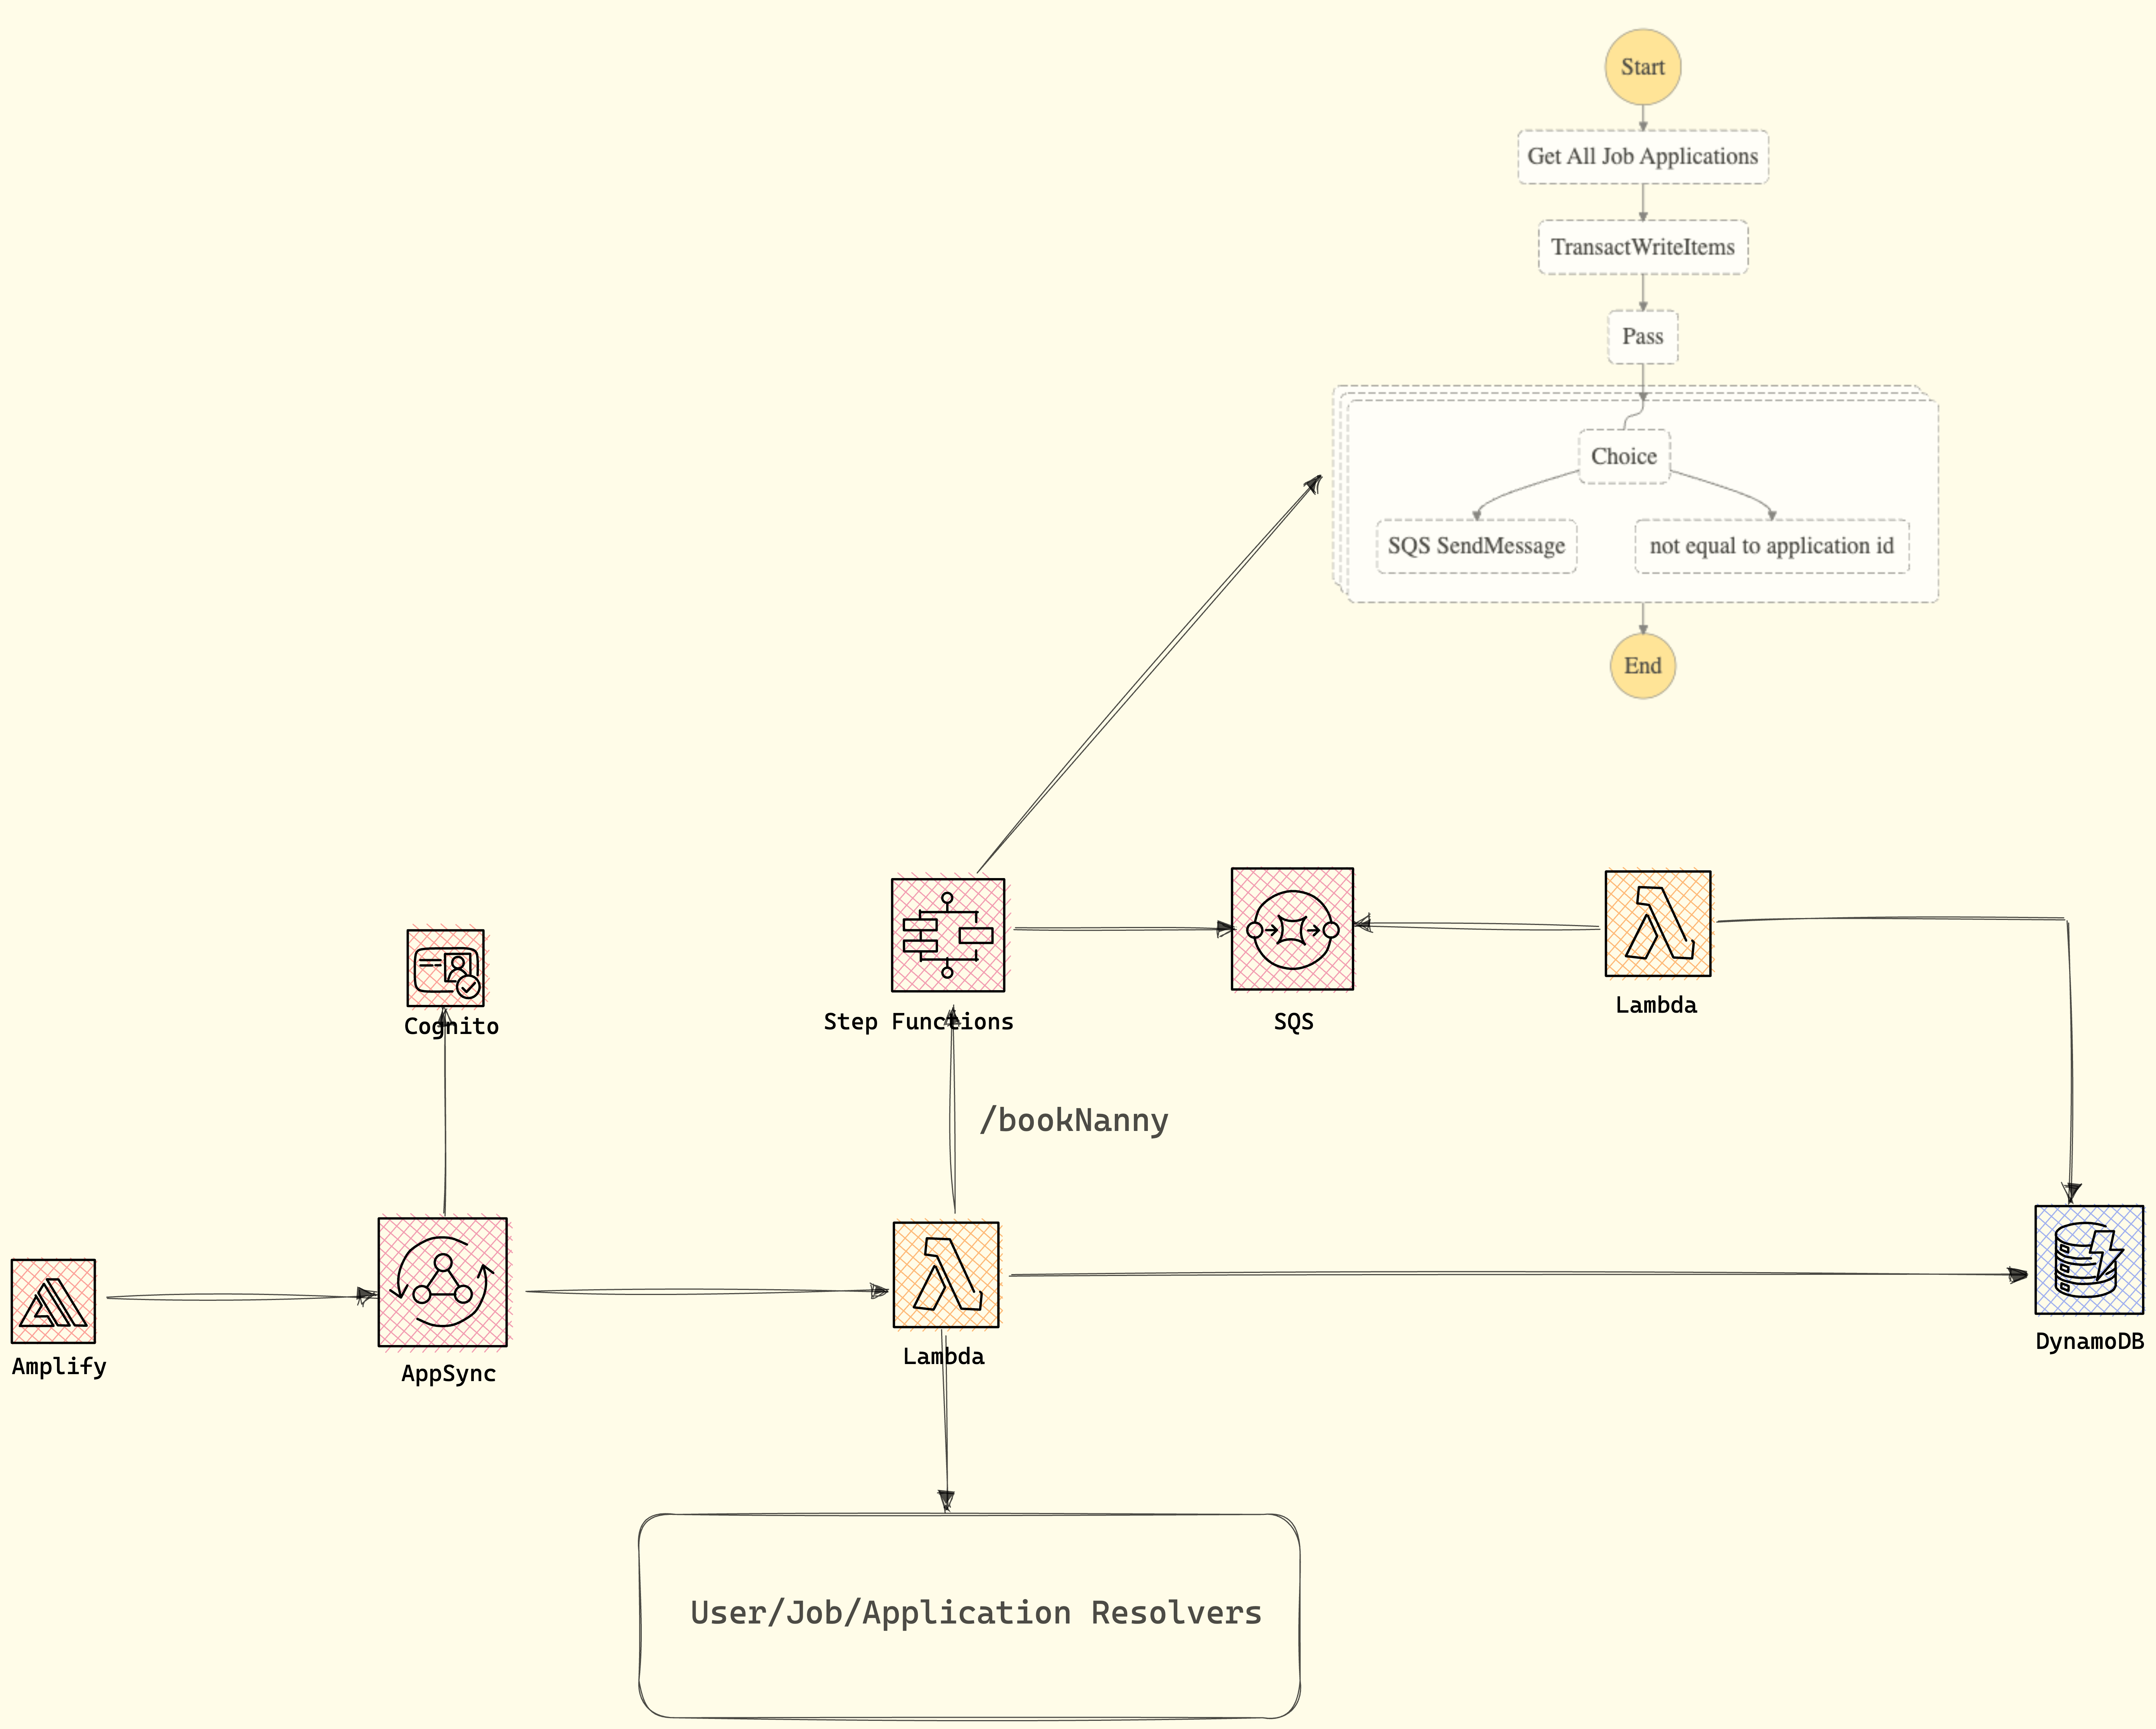 Start
Get All Job Applications
TransactWriteItems
Pass
Choice
SQS SendMessage
not equal to application id
End
Cognito
Step Functions
SQS
Lambda
/bookNanny
Amplify
AppSync
Lambda
DynamoDB
User/Job/Application Resolvers